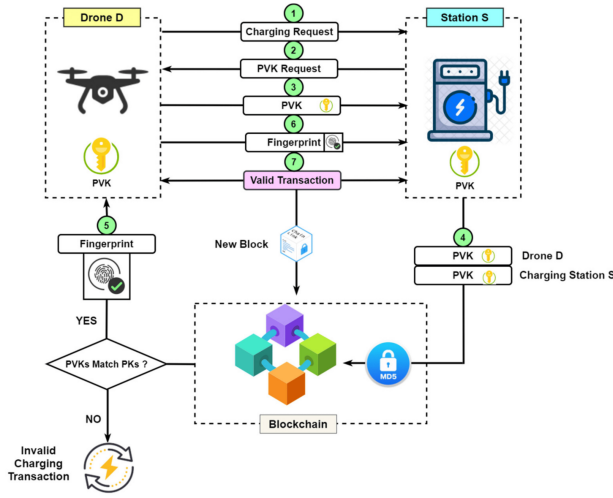 1
Drone D
Station S
Charging Request
2
PVK Request
3
PVK
6
Fingerprint
7
Valid Transaction
PVK
PVK
5
Fingerprint
4
PVK
Drone D
PVK
Charging Station S
New Block
YES
PVKs Match PKs ?
MD5
Blockchain
NO
Invalid
Charging
Transaction